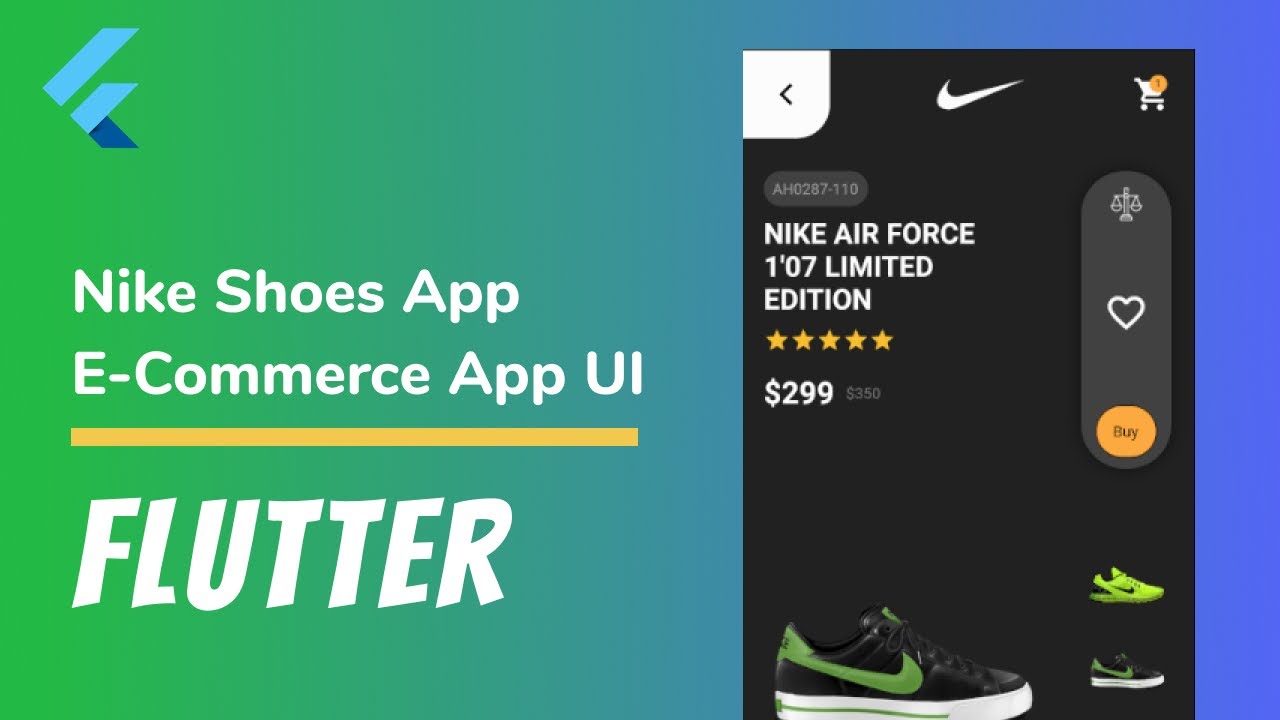 Nike Shoes App
E-Commerce App UI
FLUTTER
1
AH0287-110
NIKE AIR FORCE
1'07 LIMITED
EDITION
$299 $350
Buy